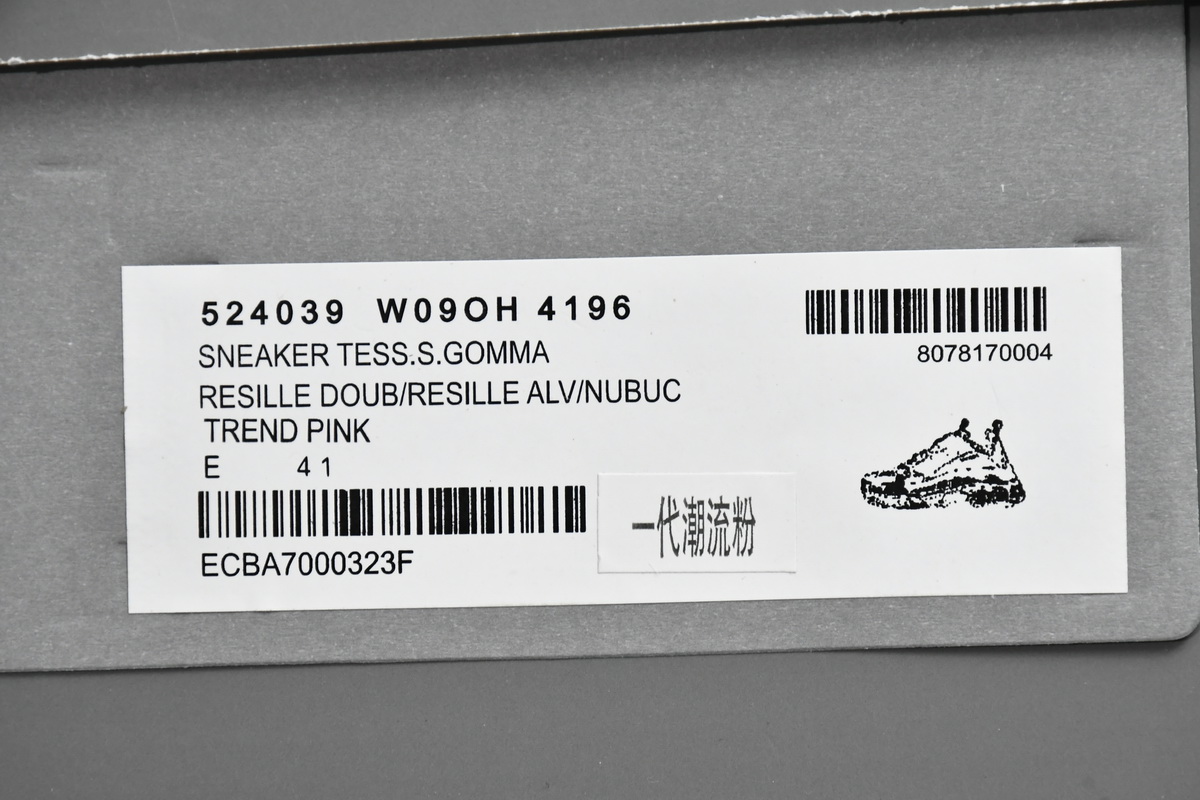 524039 W09OH 4196
SNEAKER TESS.S.GOMMA
RESILLE DOUB/RESILLE ALV/NUBUC
TREND PINK
E 41
ECBA7000323F
8078170004
一代潮流粉